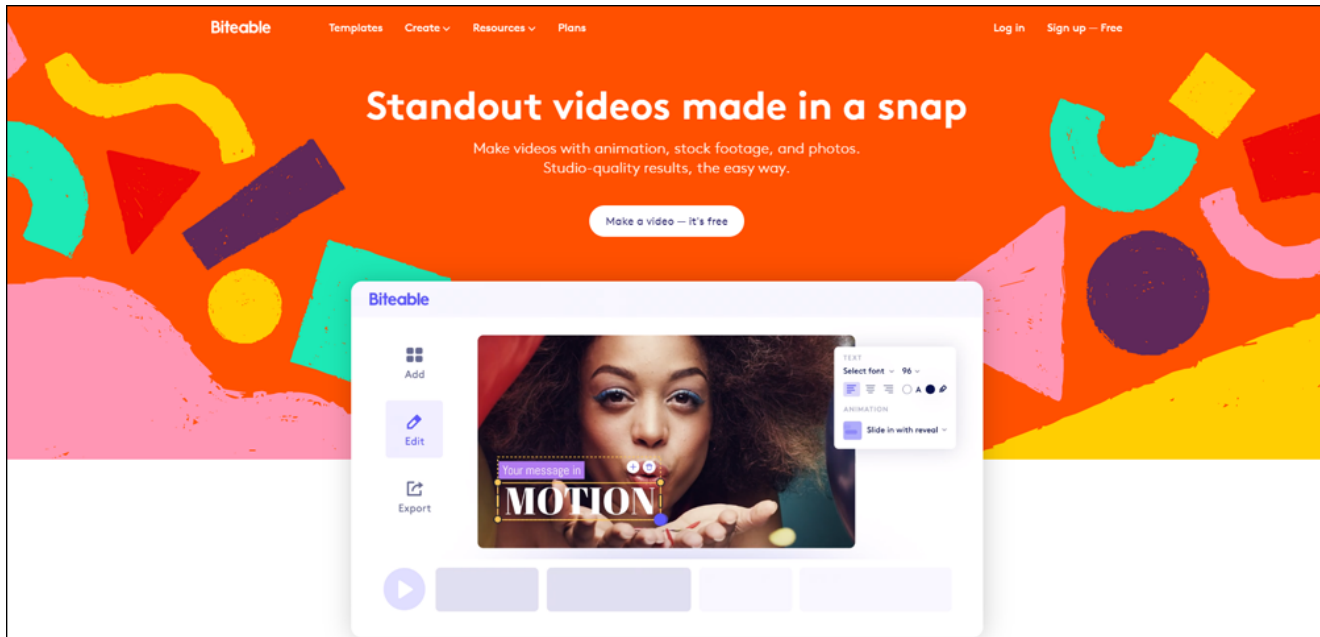 Biteable Templates Create Resources Plans Log in Sign up — Free
Standout videos made in a snap
Make videos with animation, stock footage, and photos.
Studio-quality results, the easy way.
Make a video — it's free
Biteable
Add
Edit
Export
Your message in
MOTION
TEXT
Select font 96
A
ANIMATION
Slide in with reveal